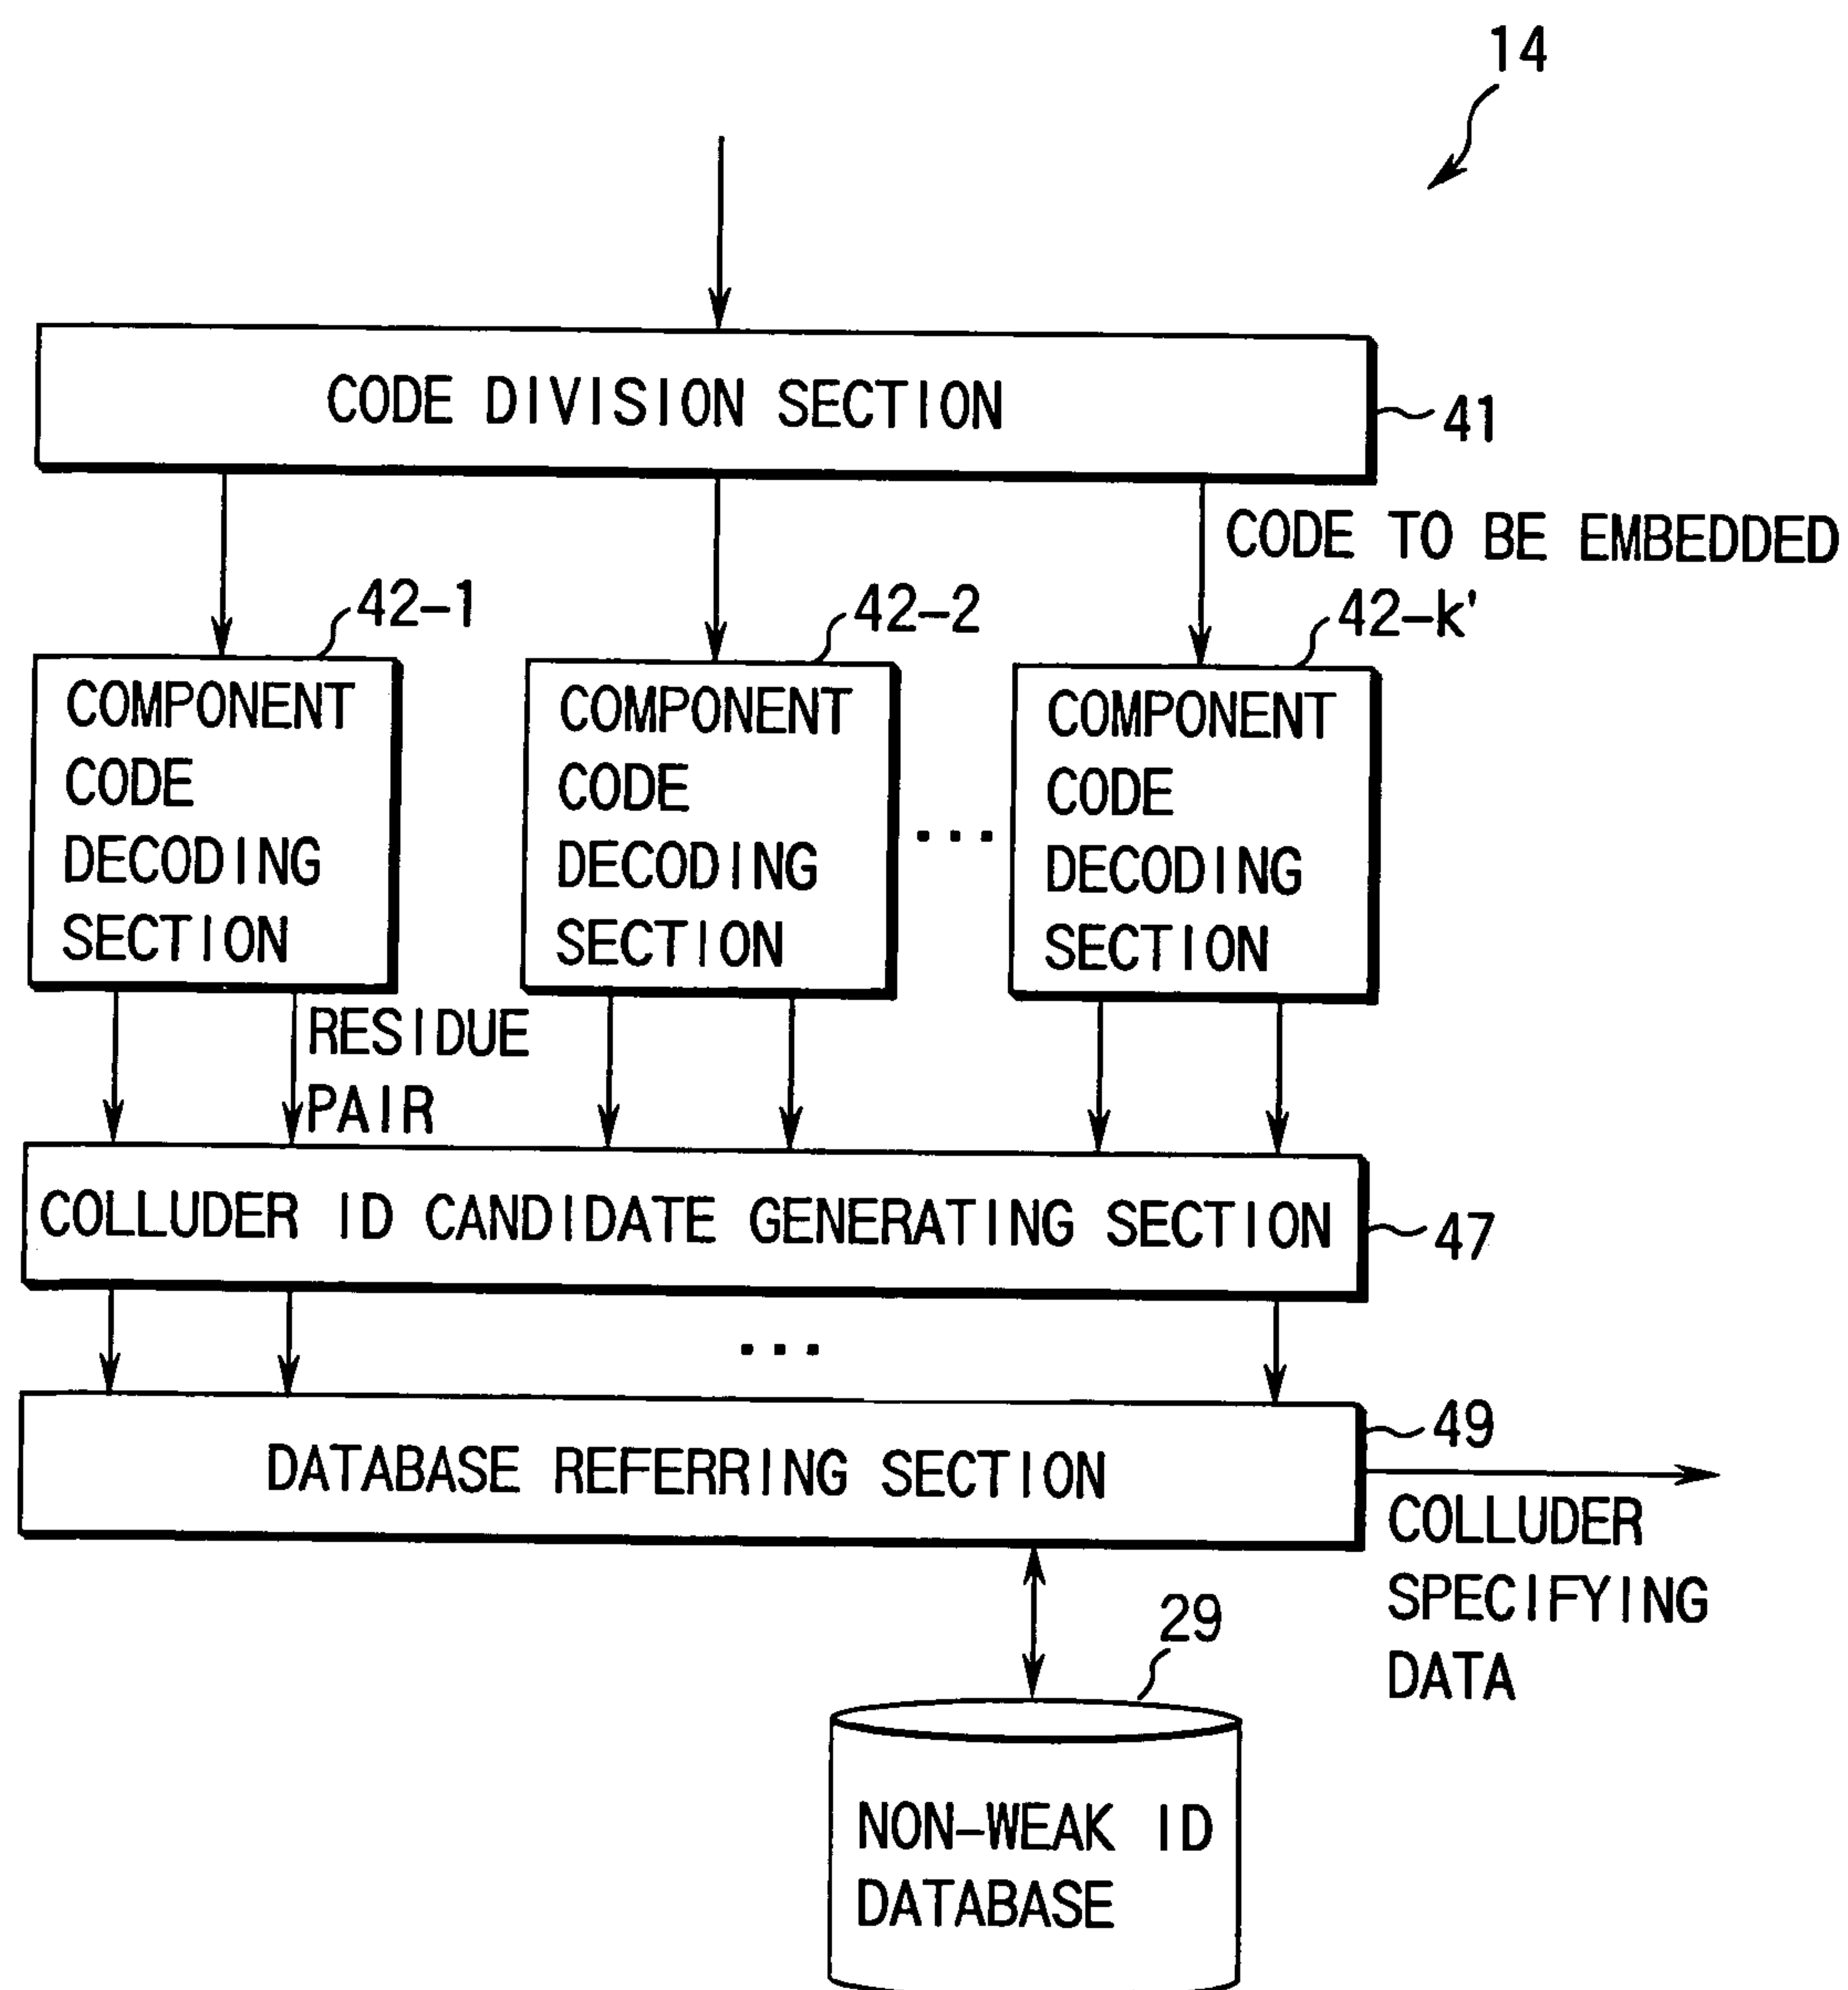 14
CODE DIVISION SECTION
41
CODE TO BE EMBEDDED
42-1
42-2
42-k'
COMPONENT
CODE
DECODING
SECTION
COMPONENT
CODE
DECODING
SECTION
...
COMPONENT
CODE
DECODING
SECTION
RESIDUE
PAIR
COLLUDER ID CANDIDATE GENERATING SECTION
47
...
DATABASE REFERRING SECTION
49
COLLUDER
SPECIFYING
DATA
29
NON-WEAK ID
DATABASE